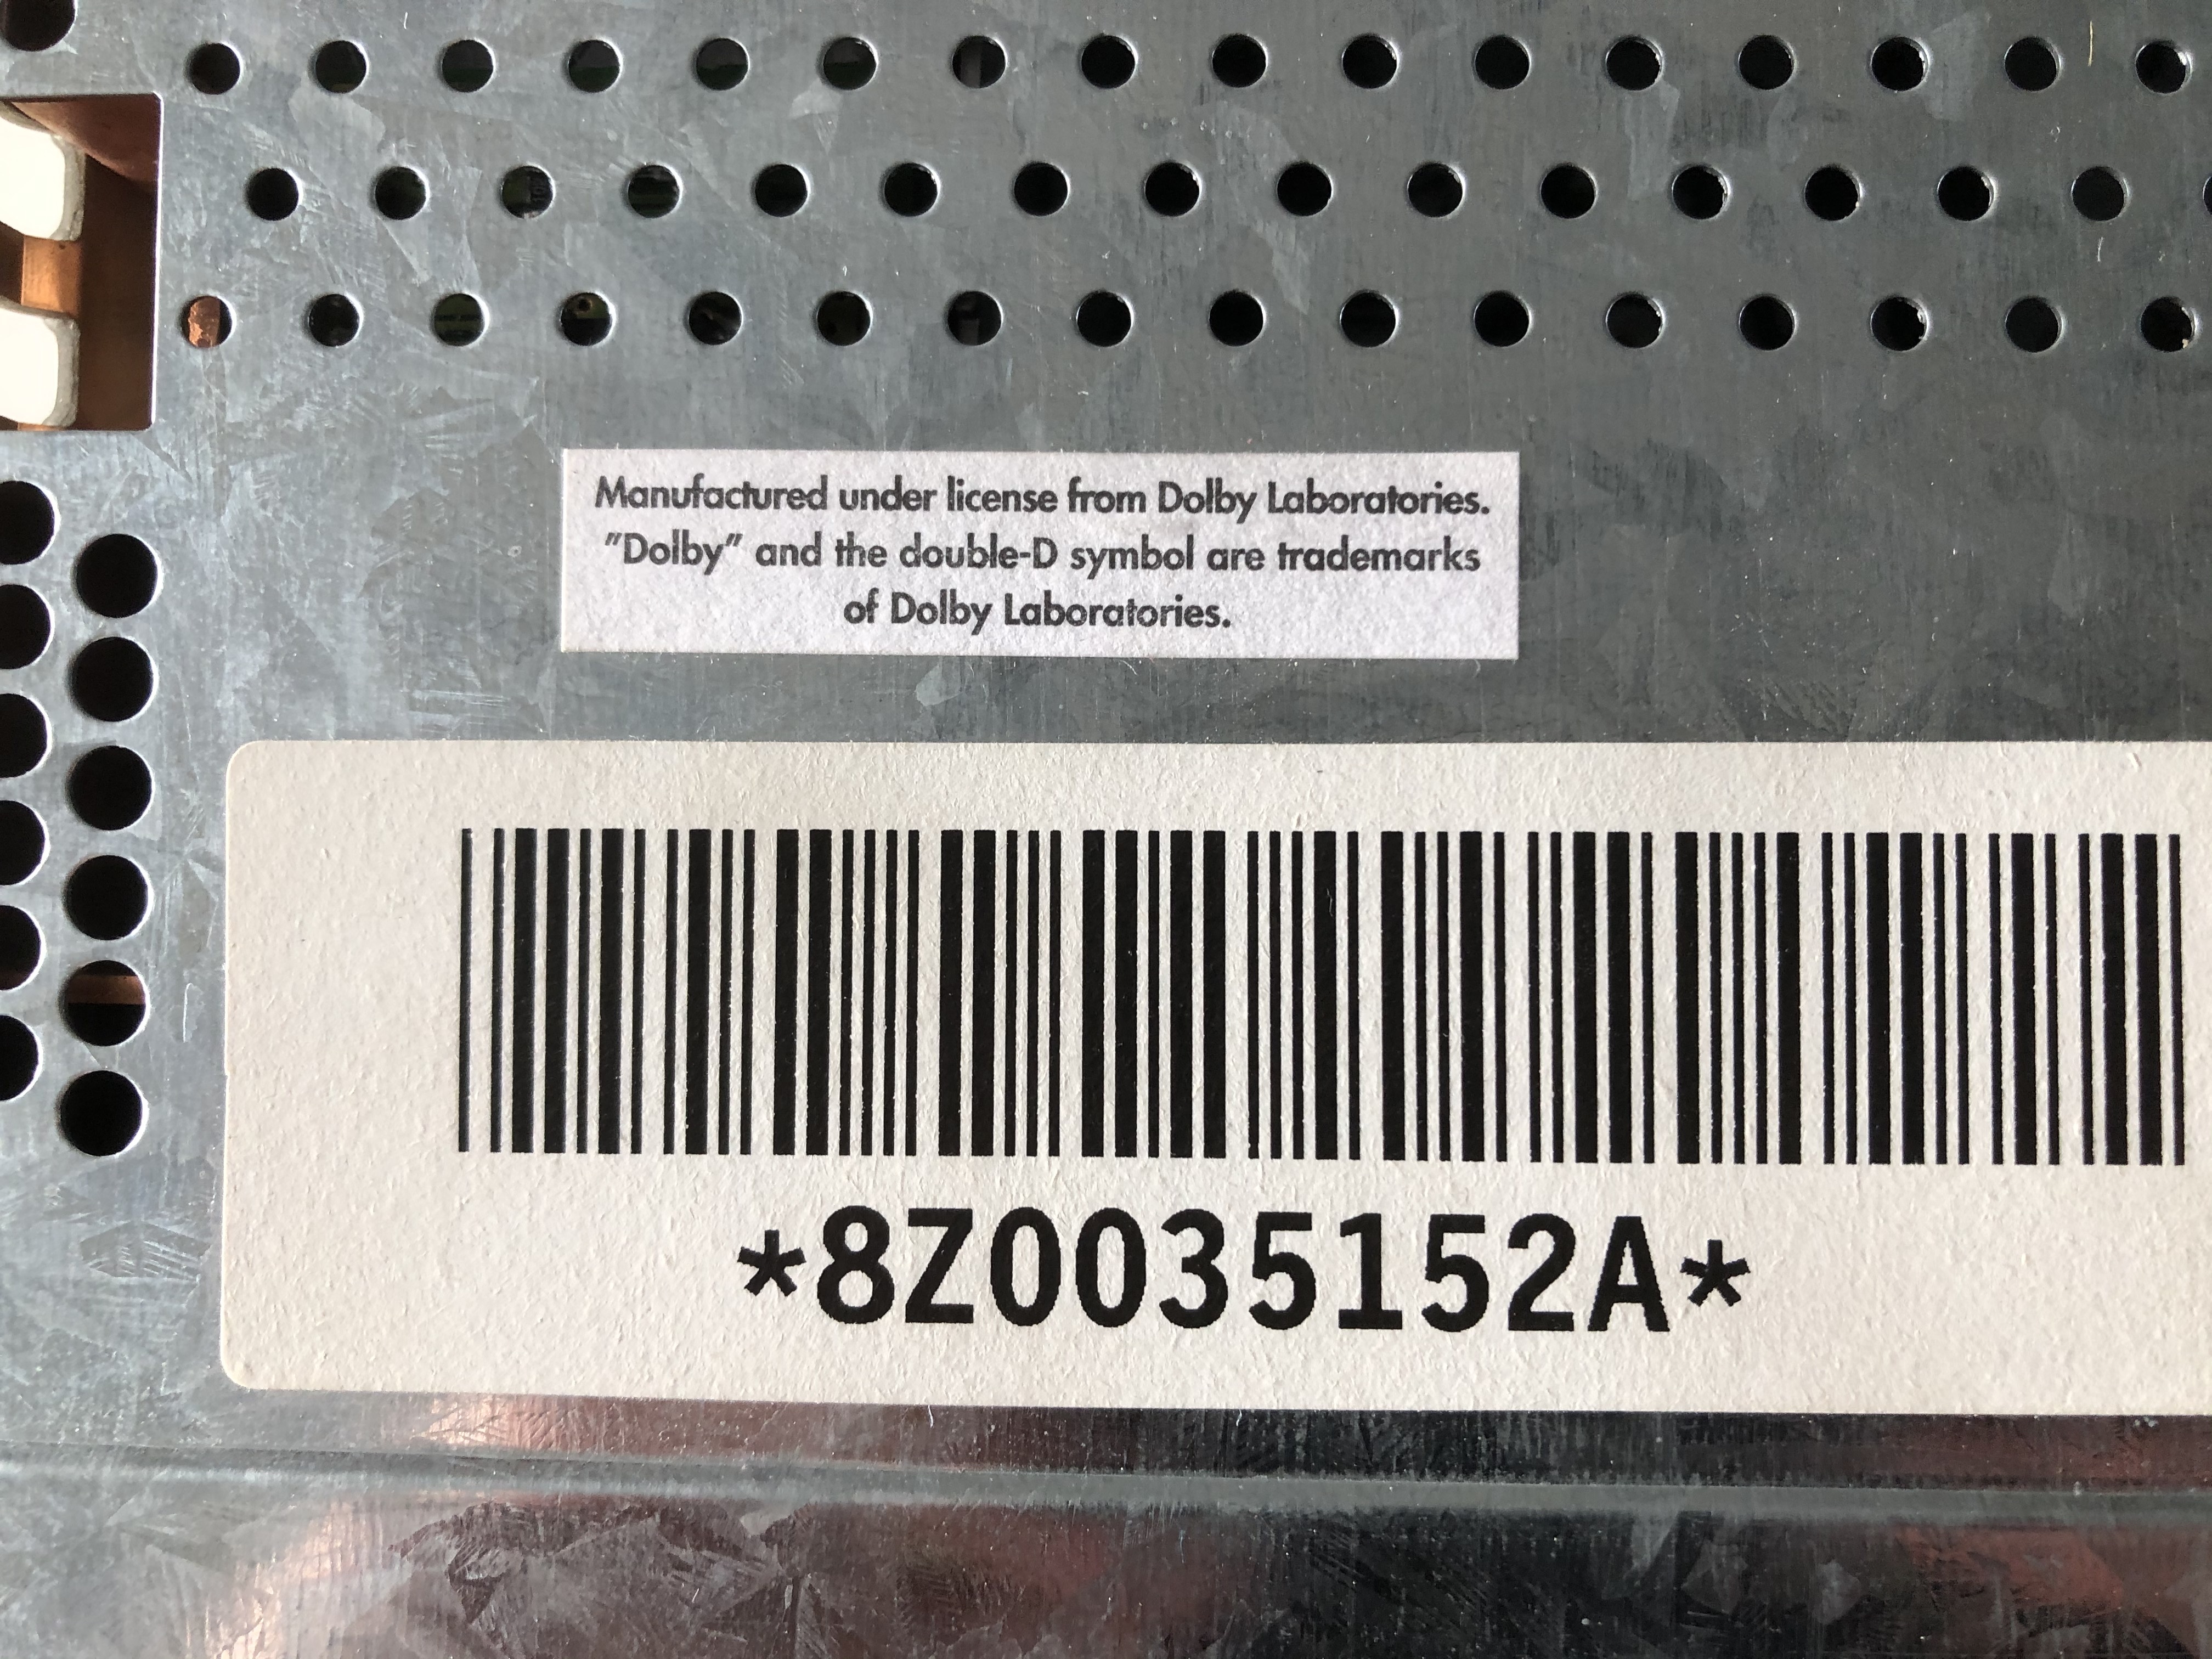 Manufactured under license from Dolby Laboratories.
"Dolby" and the double-D symbol are trademarks
of Dolby Laboratories.
*8Z0035152A*